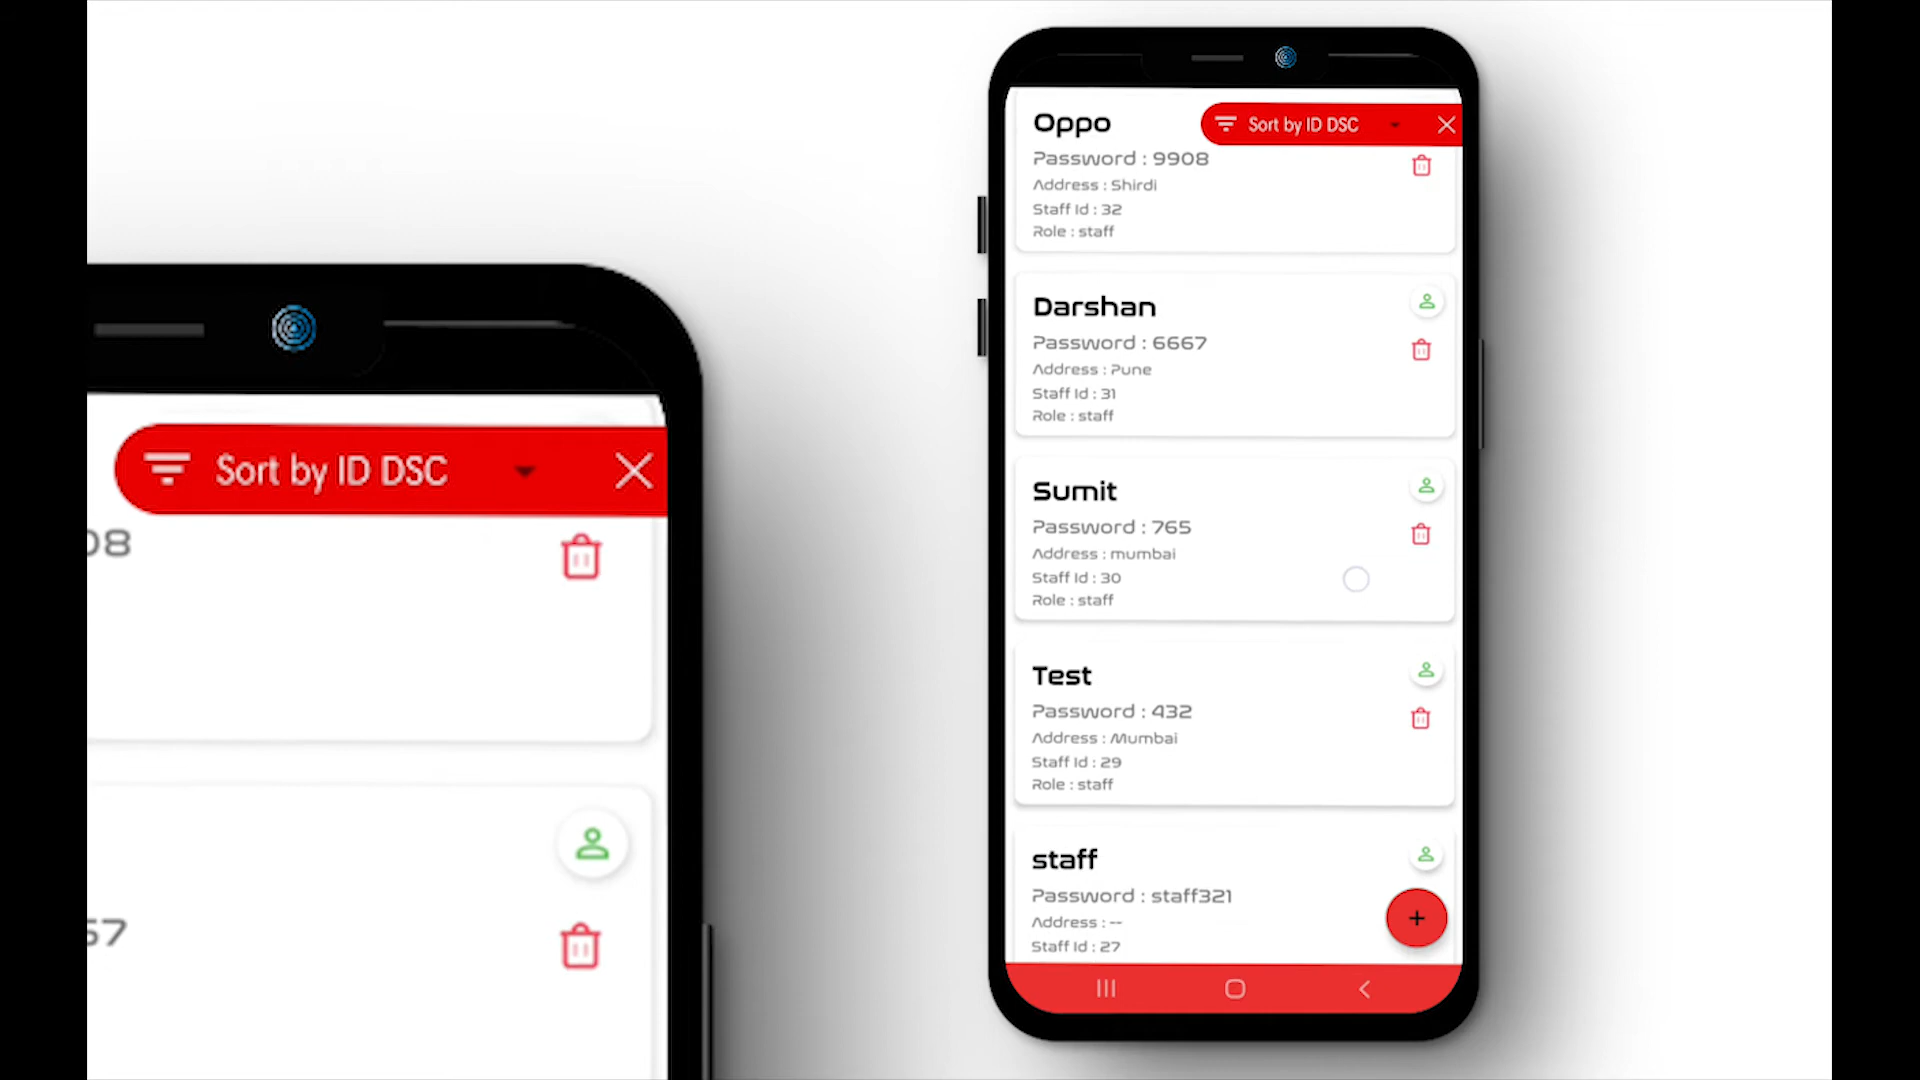 Sort by ID DSC
08
67
Oppo
Sort by ID DSC
Password : 9908
Address : Shirdi
Staff Id : 32
Role : staff
Darshan
Password : 6667
Address : Pune
Staff Id : 31
Role : staff
Sumit
Password : 765
Address : mumbai
Staff Id : 30
Role : staff
Test
Password : 432
Address : Mumbai
Staff Id : 29
Role : staff
staff
Password : staff321
Address : --
Staff Id : 27